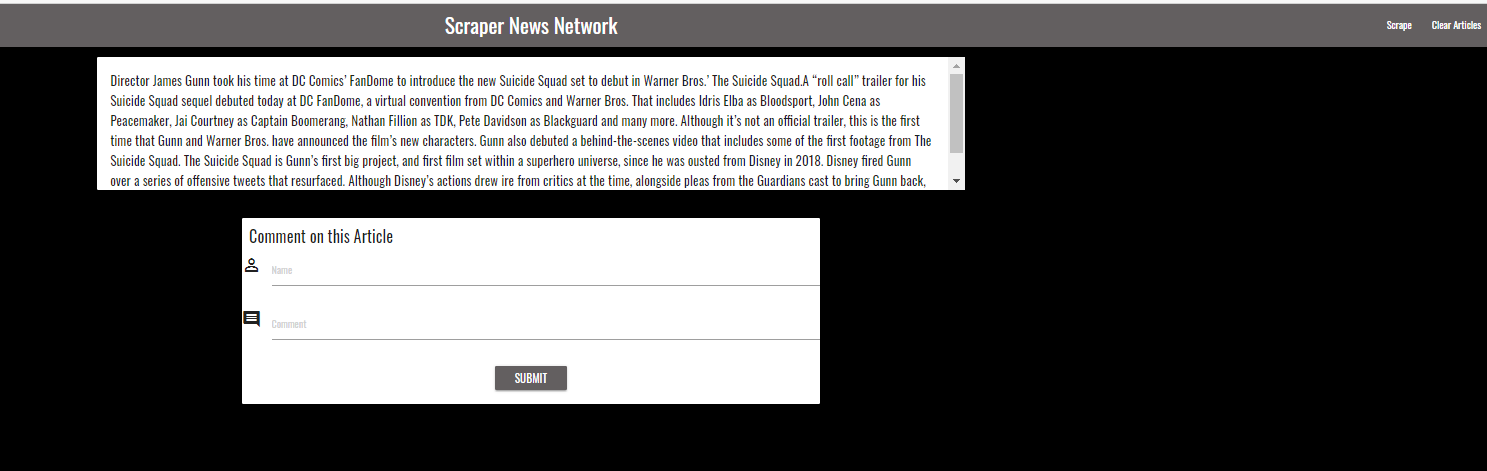 Scraper News Network
Scrape
Clear Articles
Director James Gunn took his time at DC Comics’ FanDome to introduce the new Suicide Squad set to debut in Warner Bros.’ The Suicide Squad.A “roll call” trailer for his
Suicide Squad sequel debuted today at DC FanDome, a virtual convention from DC Comics and Warner Bros. That includes Idris Elba as Bloodsport, John Cena as
Peacemaker, Jai Courtney as Captain Boomerang, Nathan Fillion as TDK, Pete Davidson as Blackguard and many more. Although it’s not an official trailer, this is the first
time that Gunn and Warner Bros. have announced the film’s new characters. Gunn also debuted a behind-the-scenes video that includes some of the first footage from The
Suicide Squad. The Suicide Squad is Gunn’s first big project, and first film set within a superhero universe, since he was ousted from Disney in 2018. Disney fired Gunn
over a series of offensive tweets that resurfaced. Although Disney’s actions drew ire from critics at the time, alongside pleas from the Guardians cast to bring Gunn back,
Comment on this Article
Name
Comment
SUBMIT